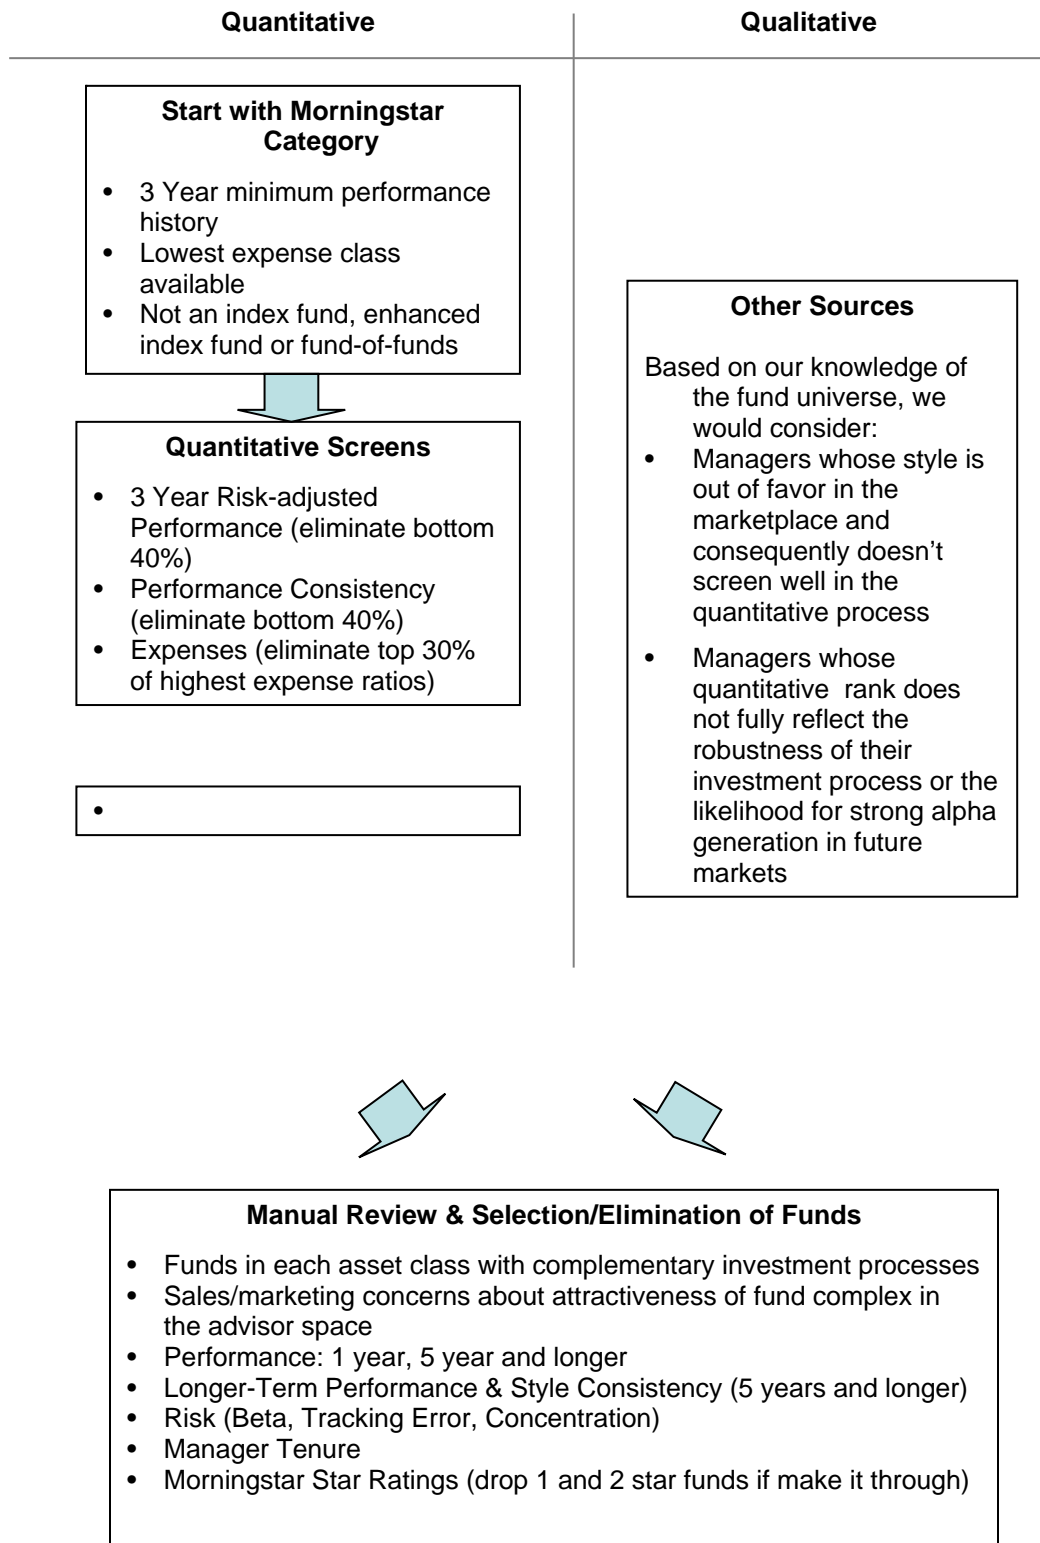 Quantitative
Qualitative
Start with Morningstar
Category
• 3 Year minimum performance
history
• Lowest expense class
available
• Not an index fund, enhanced
index fund or fund-of-funds
Quantitative Screens
• 3 Year Risk-adjusted
Performance (eliminate bottom
40%)
• Performance Consistency
(eliminate bottom 40%)
• Expenses (eliminate top 30%
of highest expense ratios)
•
Other Sources
Based on our knowledge of
the fund universe, we
would consider:
• Managers whose style is
out of favor in the
marketplace and
consequently doesn’t
screen well in the
quantitative process
• Managers whose
quantitative rank does
not fully reflect the
robustness of their
investment process or the
likelihood for strong alpha
generation in future
markets
Manual Review & Selection/Elimination of Funds
• Funds in each asset class with complementary investment processes
• Sales/marketing concerns about attractiveness of fund complex in
the advisor space
• Performance: 1 year, 5 year and longer
• Longer-Term Performance & Style Consistency (5 years and longer)
• Risk (Beta, Tracking Error, Concentration)
• Manager Tenure
• Morningstar Star Ratings (drop 1 and 2 star funds if make it through)